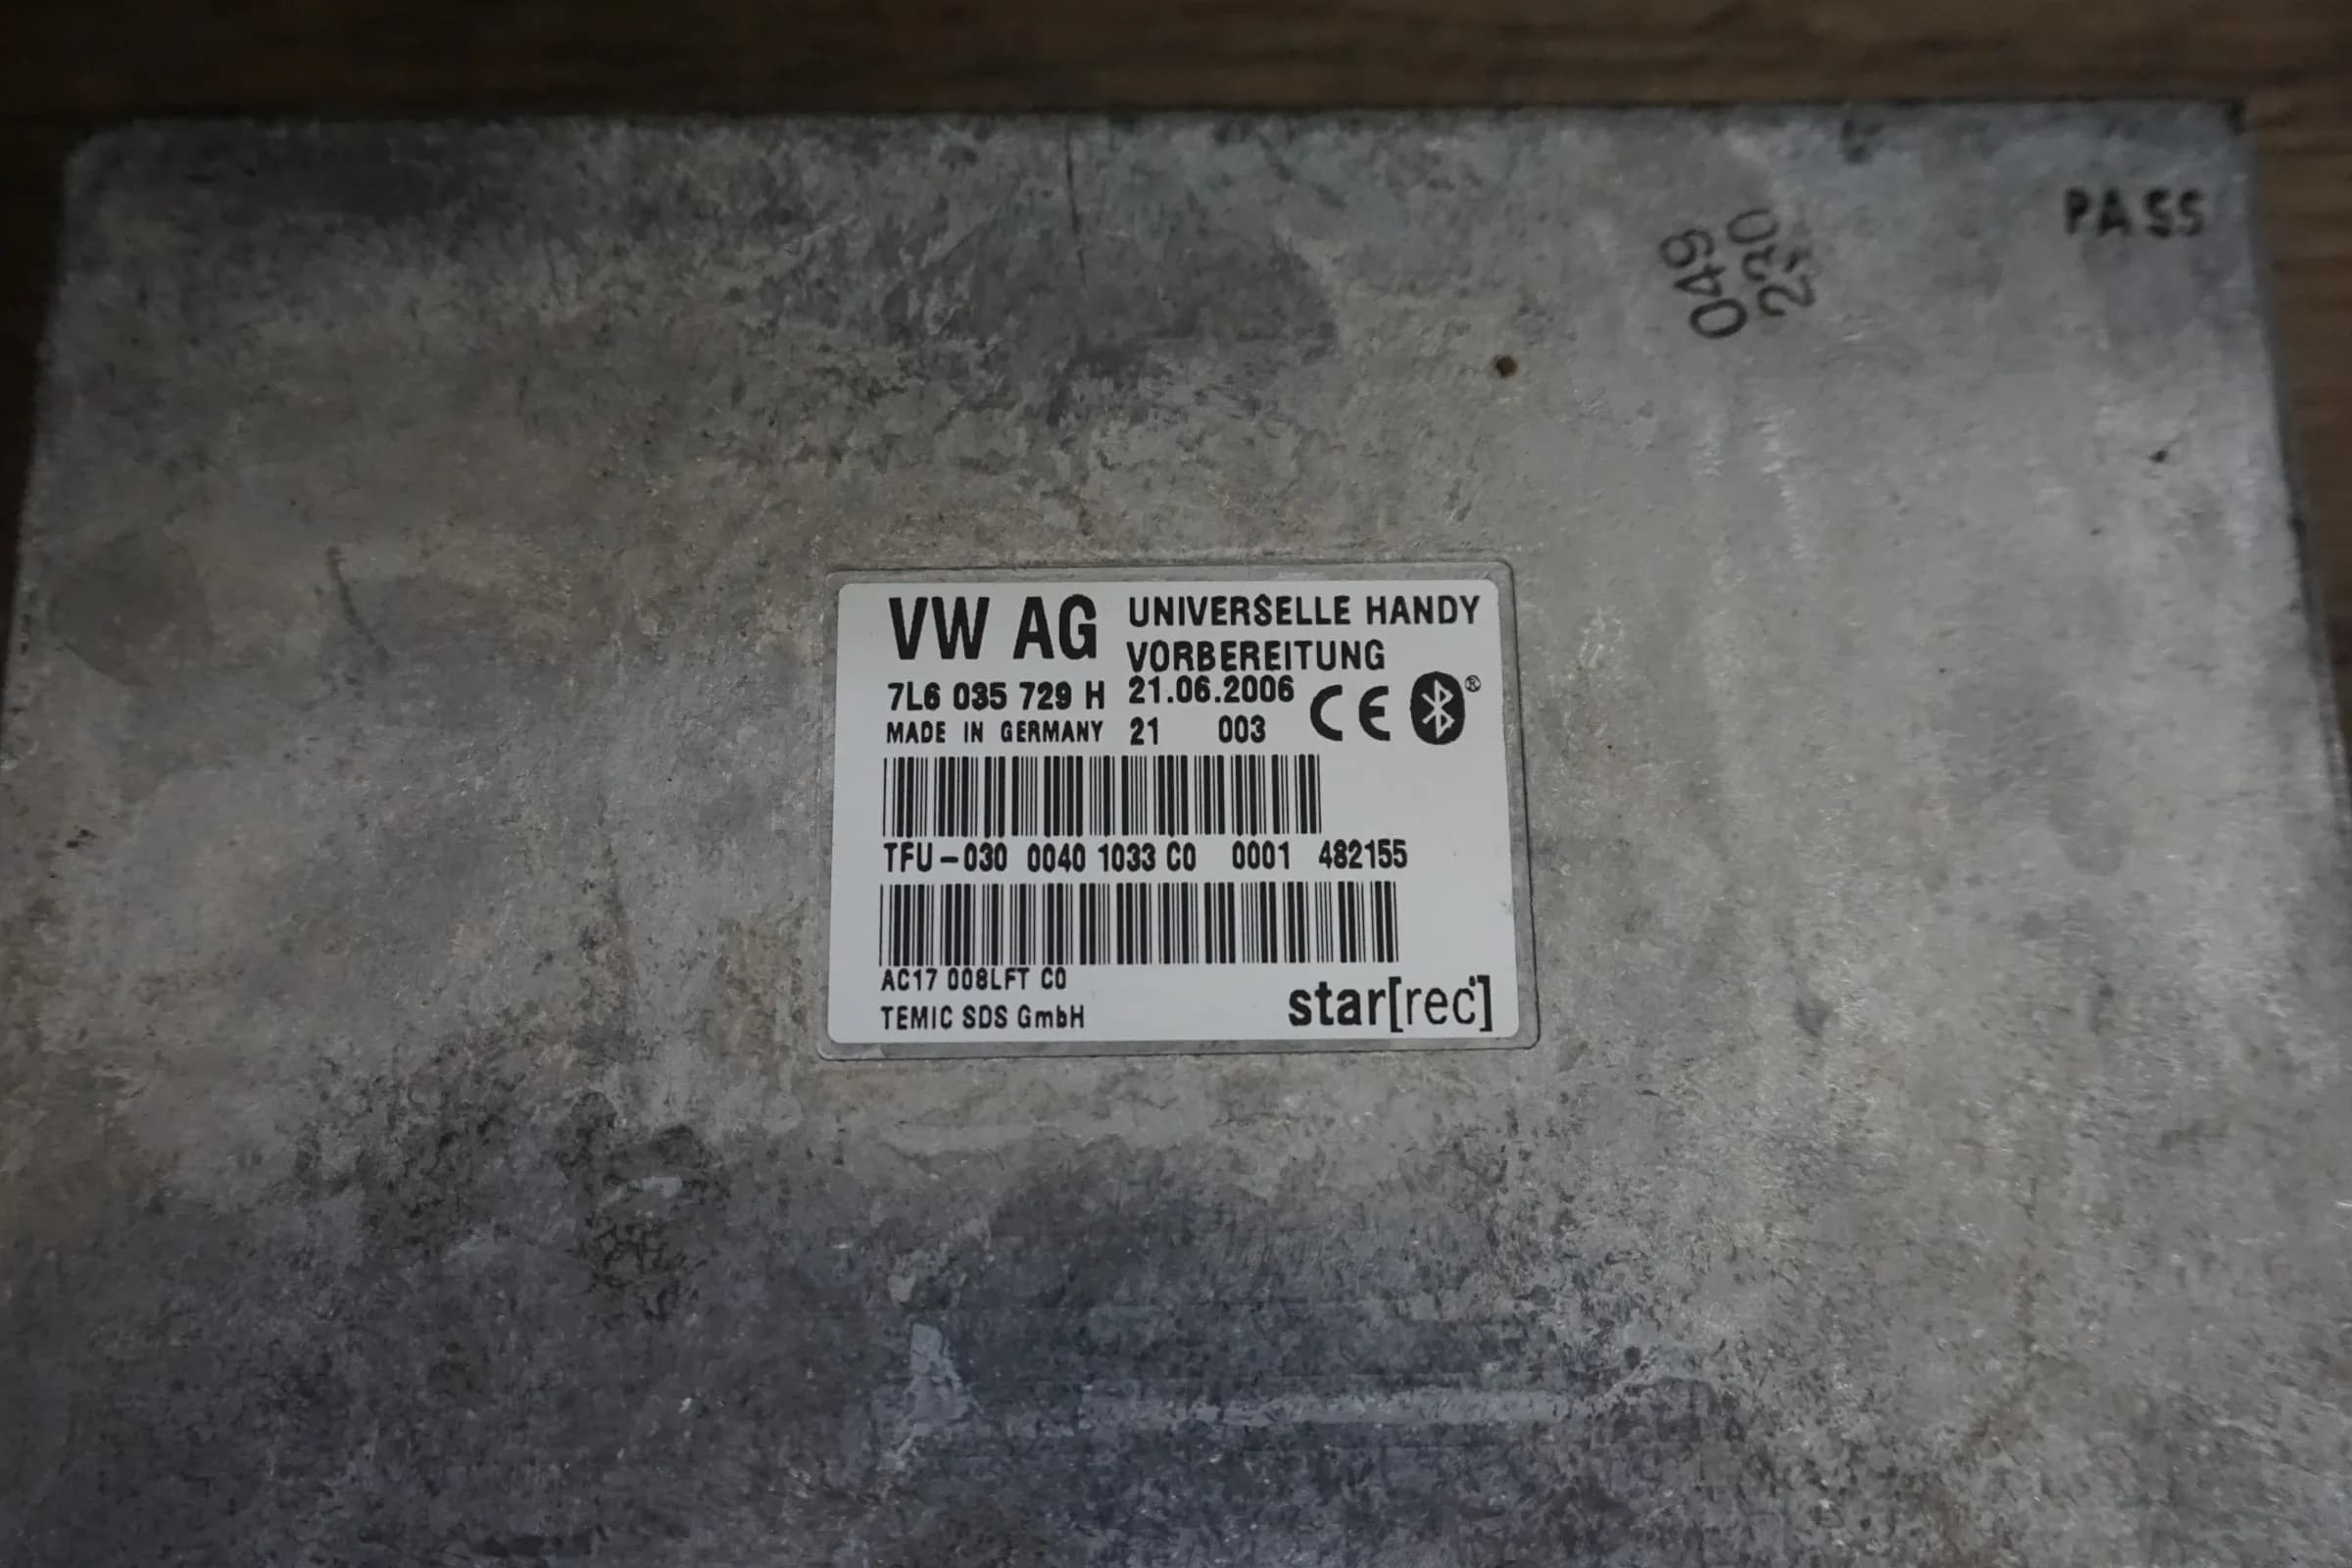 PASS
049
230
VW AG
UNIVERSELLE HANDY
VORBEREITUNG
7L6 035 729 H 21.06.2006 CE ®
MADE IN GERMANY 21 003
TFU-030 0040 1033 C0 0001 482155
AC17 008LFT C0
TEMIC SDS GmbH
star[rec]